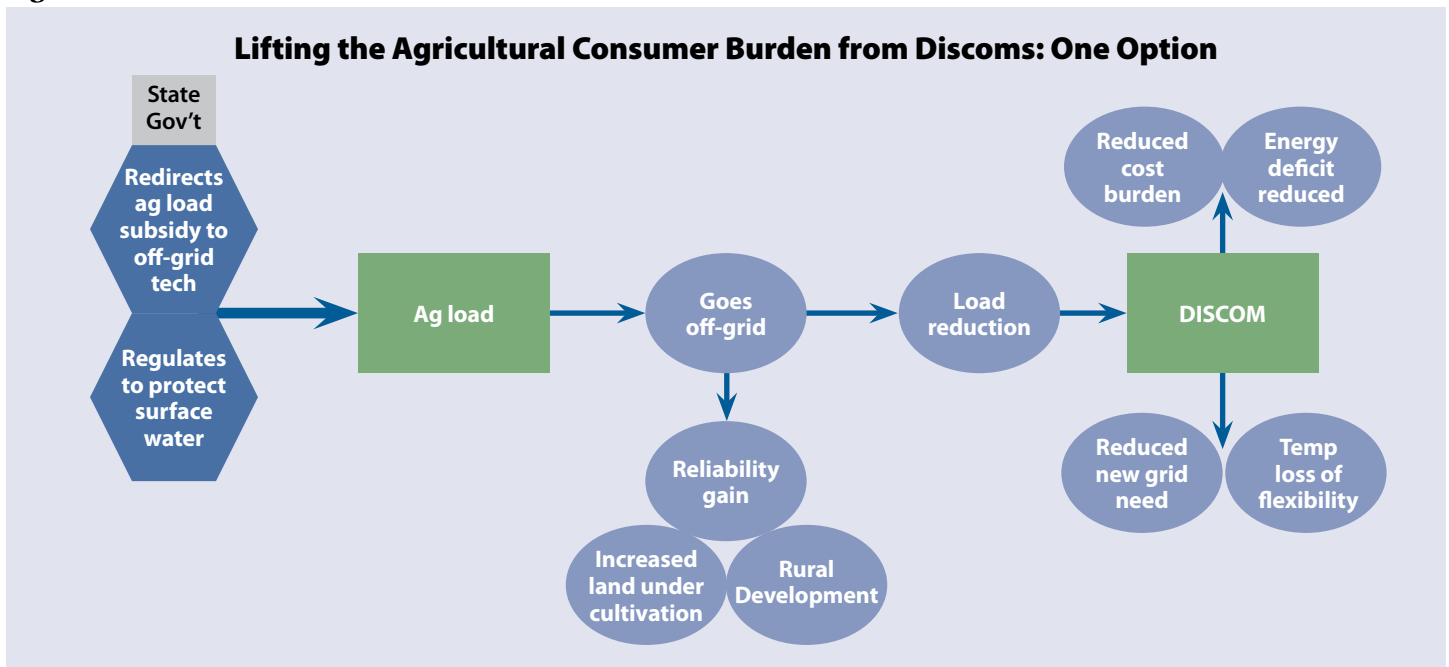 Lifting the Agricultural Consumer Burden from Discoms: One Option
State
Gov't
Redirects
ag load
subsidy to
off-grid
tech
Regulates
to protect
surface
water
Ag load
Goes
off-grid
Reliability
gain
Increased
land under
cultivation
Rural
Development
Load
reduction
DISCOM
Reduced
cost
burden
Energy
deficit
reduced
Reduced
new grid
need
Temp
loss of
flexibility